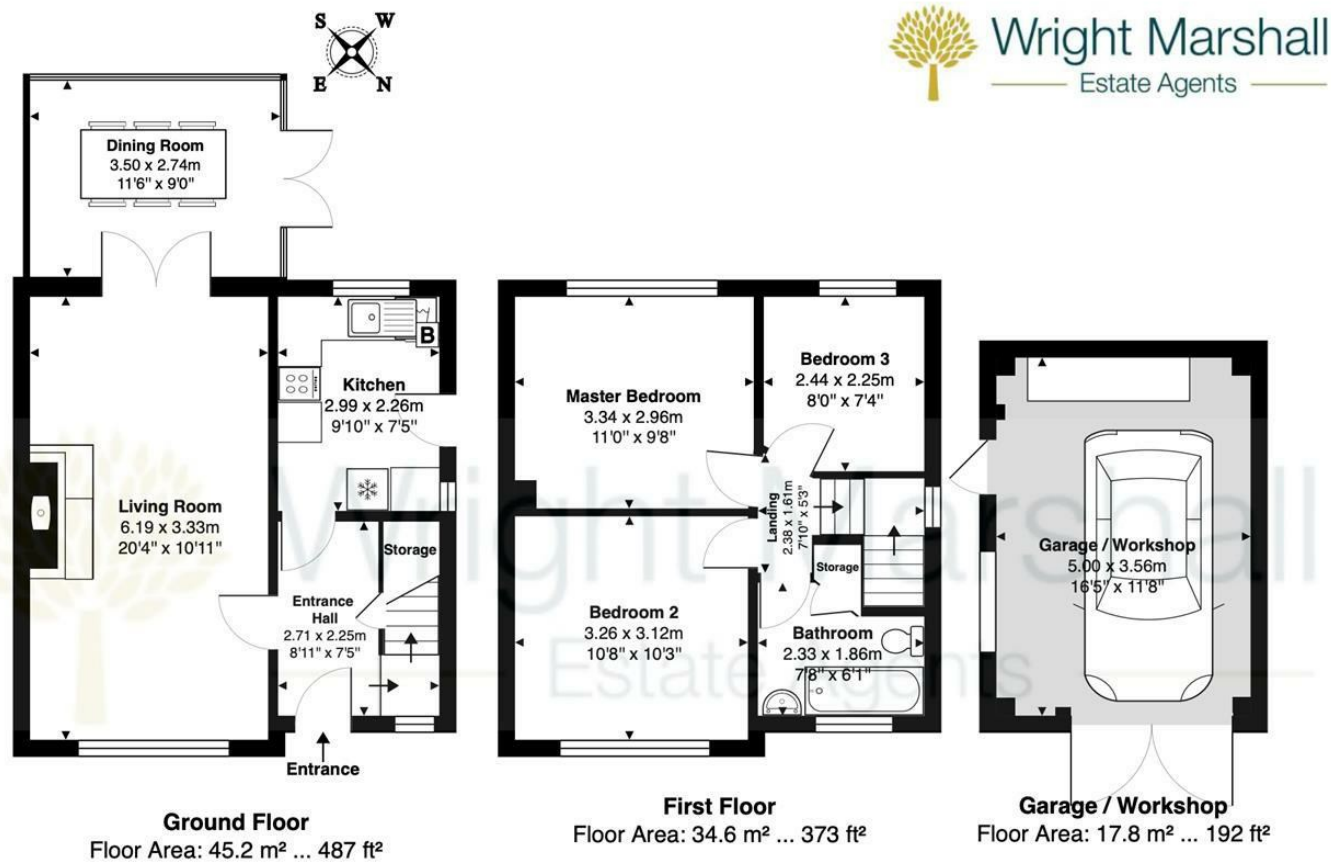 S W
E N
Wright Marshall
Estate Agents
Dining Room
3.50 x 2.74m
11'6" x 9'0"
Kitchen
2.99 x 2.26m
9'10" x 7'5"
B
Living Room
6.19 x 3.33m
20'4" x 10'11"
Storage
Entrance
Hall
2.71 x 2.25m
8'11" x 7'5"
Entrance
Ground Floor
Floor Area: 45.2 m² ... 487 ft²
Master Bedroom
3.34 x 2.96m
11'0" x 9'8"
Bedroom 3
2.44 x 2.25m
8'0" x 7'4"
Landing
2.38 x 1.61m
7'10" x 5'3"
Storage
Bedroom 2
3.26 x 3.12m
10'8" x 10'3"
Bathroom
2.33 x 1.86m
7'8" x 6'1"
First Floor
Floor Area: 34.6 m² ... 373 ft²
Garage / Workshop
5.00 x 3.56m
16'5" x 11'8"
Garage / Workshop
Floor Area: 17.8 m² ... 192 ft²
Wright Marshall
Estate Agents